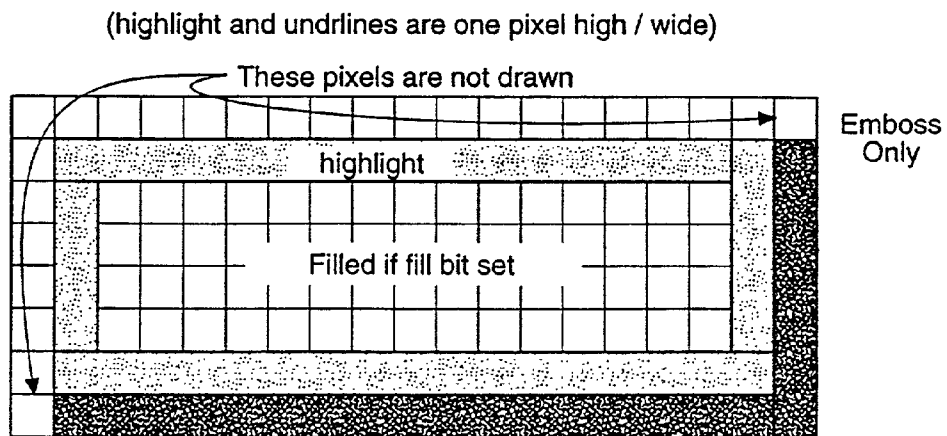 (highlight and undrlines are one pixel high / wide)
These pixels are not drawn
Emboss
Only
highlight
Filled if fill bit set